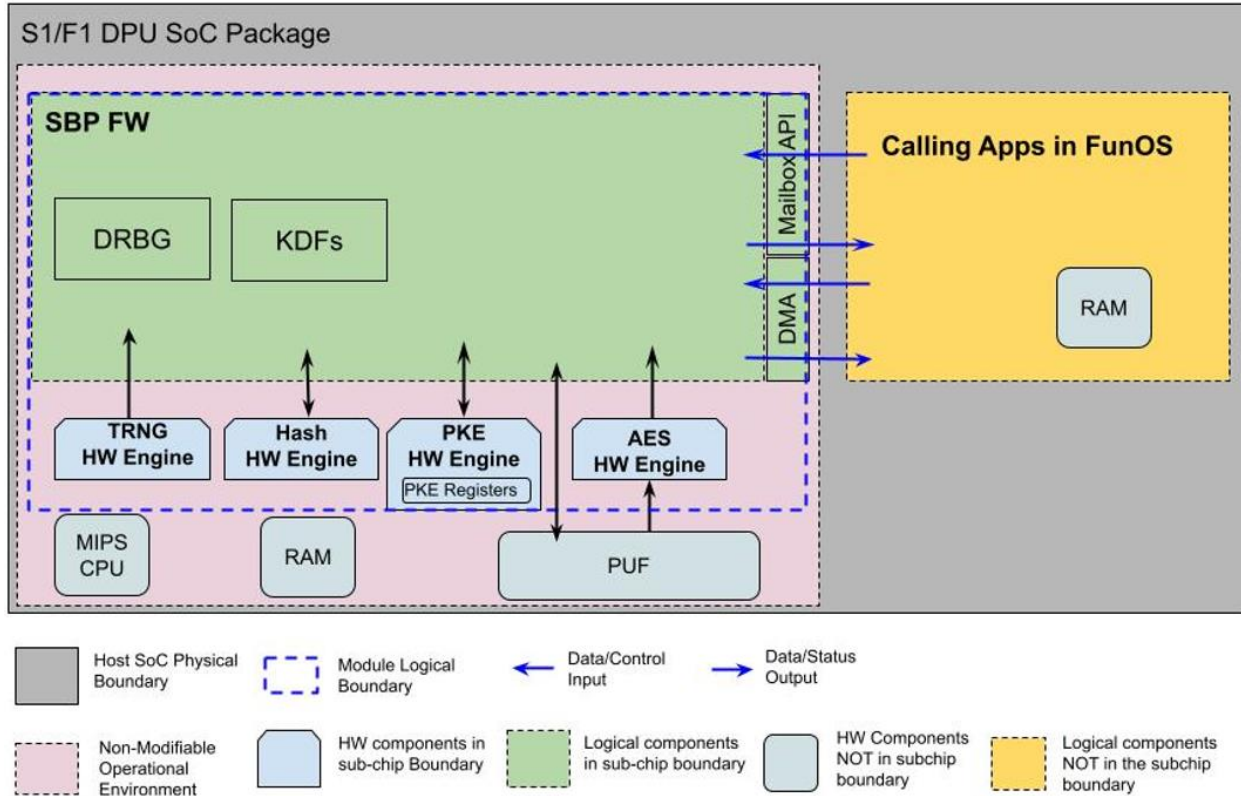 S1/F1 DPU SoC Package
SBP FW
DRBG
KDFs
Mailbox API
DMA
Calling Apps in FunOS
RAM
TRNG
HW Engine
Hash
HW Engine
PKE
HW Engine
PKE Registers
AES
HW Engine
MIPS
CPU
RAM
PUF
Host SoC Physical
Boundary
Module Logical
Boundary
Data/Control
Input
Data/Status
Output
Non-Modifiable
Operational
Environment
HW components in
sub-chip Boundary
Logical components
in sub-chip boundary
HW Components
NOT in subchip
boundary
Logical components
NOT in the subchip
boundary